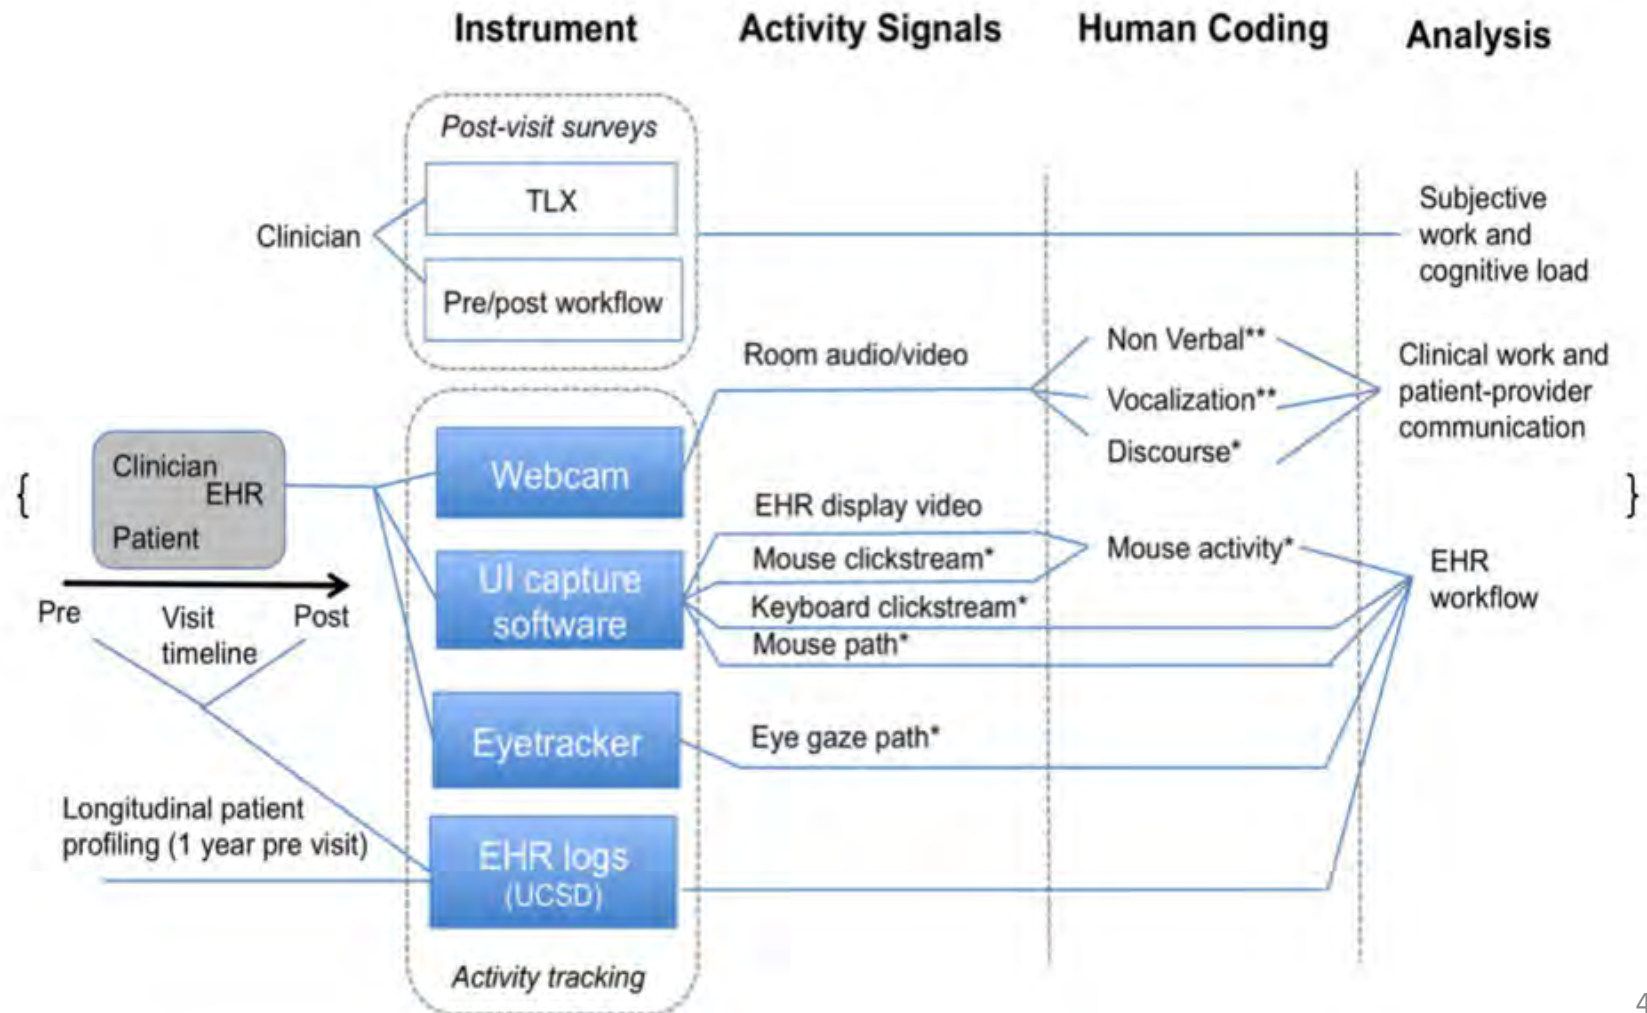 Instrument
Activity Signals
Human Coding
Analysis
Post-visit surveys
TLX
Clinician
Pre/post workflow
Subjective
work and
cognitive load
Room audio/video
Non Verbal**
Vocalization**
Discourse*
Clinical work and
patient-provider
communication
{
Clinician
EHR
Patient
}
Webcam
Pre
Visit
timeline
Post
UI capture
software
EHR display video
Mouse clickstream*
Keyboard clickstream*
Mouse path*
Mouse activity*
EHR
workflow
Eyetracker
Eye gaze path*
Longitudinal patient
profiling (1 year pre visit)
EHR logs
(UCSD)
Activity tracking
4